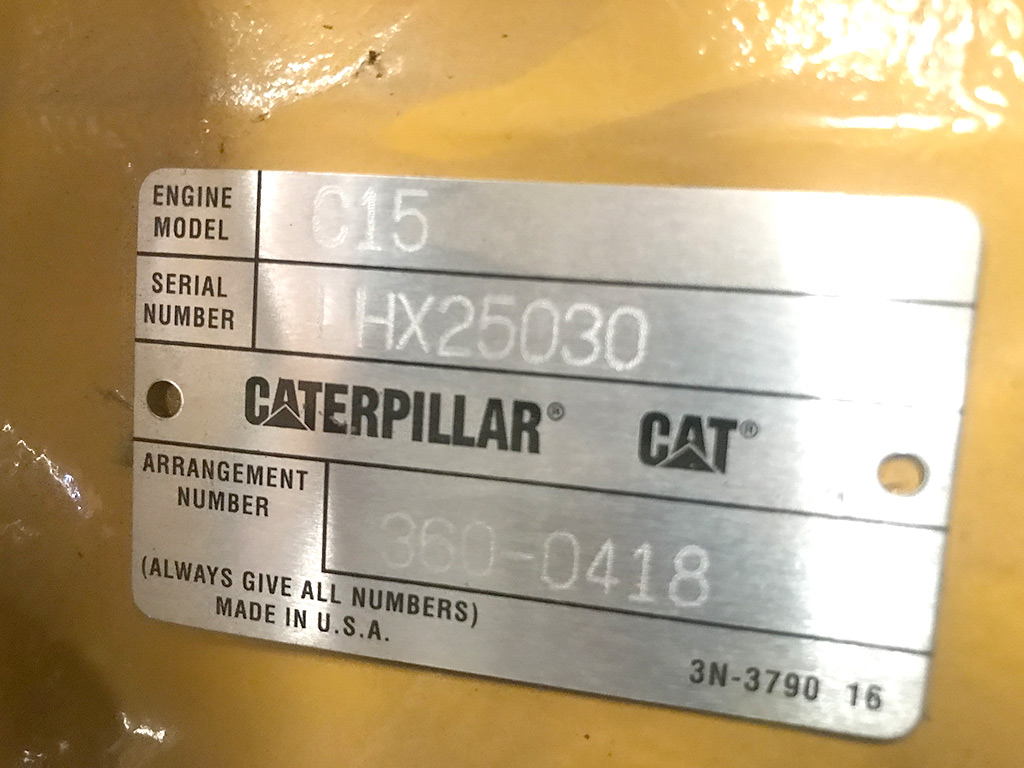 ENGINE MODEL C15
SERIAL NUMBER LHX25030
CATERPILLAR® CAT®
ARRANGEMENT NUMBER 360-0418
(ALWAYS GIVE ALL NUMBERS)
MADE IN U.S.A.
3N-3790 16